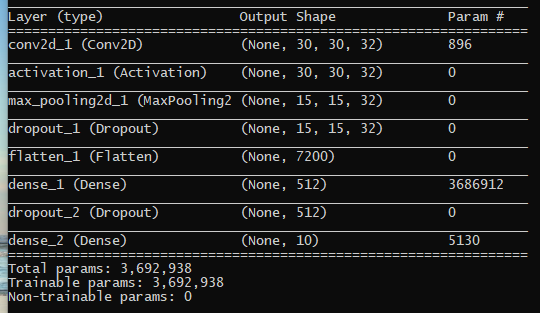 Layer (type) Output Shape Param #
conv2d_1 (Conv2D) (None, 30, 30, 32) 896
activation_1 (Activation) (None, 30, 30, 32) 0
max_pooling2d_1 (MaxPooling2 (None, 15, 15, 32) 0
dropout_1 (Dropout) (None, 15, 15, 32) 0
flatten_1 (Flatten) (None, 7200) 0
dense_1 (Dense) (None, 512) 3686912
dropout_2 (Dropout) (None, 512) 0
dense_2 (Dense) (None, 10) 5130
Total params: 3,692,938
Trainable params: 3,692,938
Non-trainable params: 0